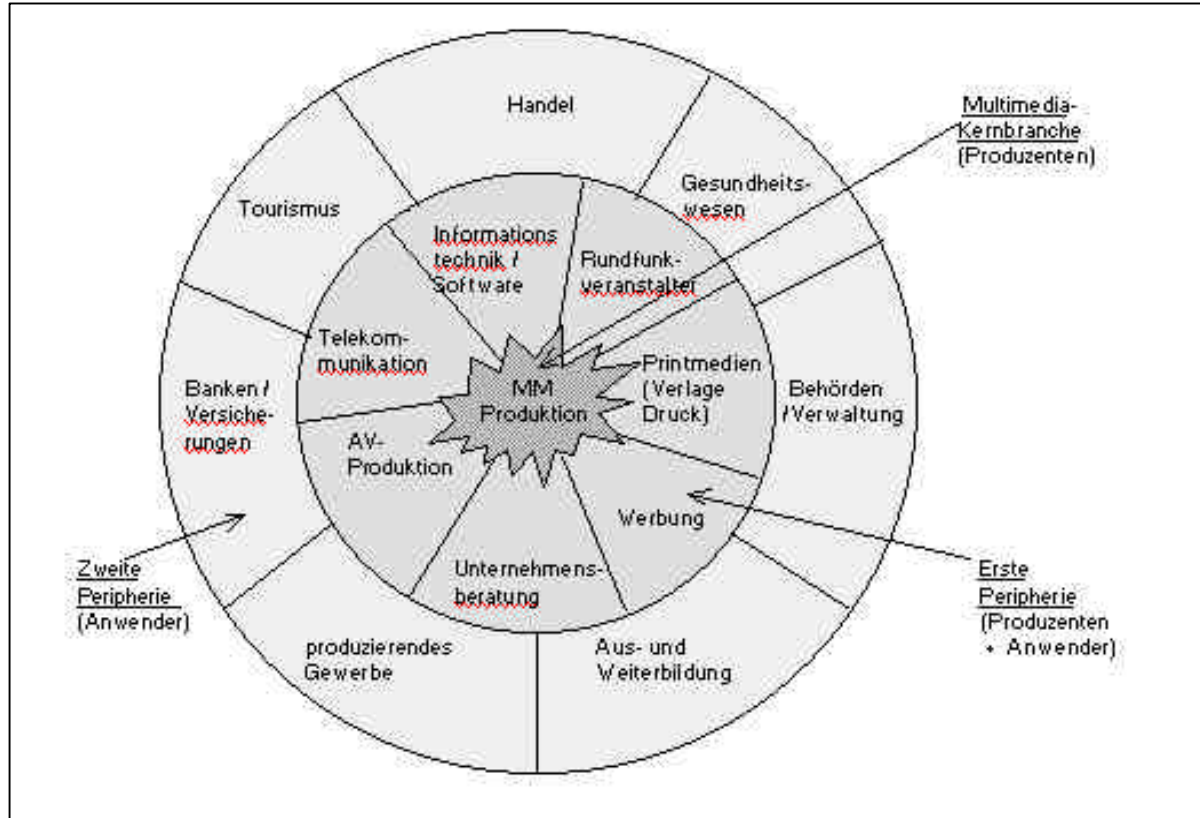 Handel
Multimedia-
Kernbranche
(Produzenten)
Gesundheits-
wesen
Tourismus
Informations
technik /
Software
Rundfunk-
veranstalter
Telekom-
munikation
MM
Produktion
Printmedien
(Verlage
Druck)
Banken /
Versiche-
rungen
Behörden
/ Verwaltung
AV-
Produktion
Werbung
Zweite
Peripherie
(Anwender)
Unternehmens-
beratung
Erste
Peripherie
(Produzenten
+ Anwender)
produzierendes
Gewerbe
Aus- und
Weiterbildung